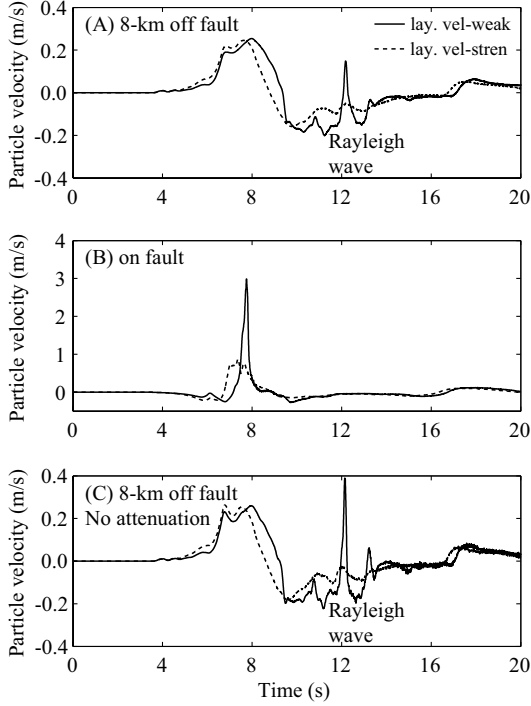 (A) 8-km off fault
lay. vel-weak
lay. vel-stren
Particle velocity (m/s)
0.4
0.2
0.0
-0.2
-0.4
Rayleigh
wave
0 4 8 12 16 20
(B) on fault
Particle velocity (m/s)
4
3
2
1
0
0 4 8 12 16 20
(C) 8-km off fault
No attenuation
Particle velocity (m/s)
0.4
0.2
0.0
-0.2
-0.4
Rayleigh
wave
0 4 8 12 16 20
Time (s)